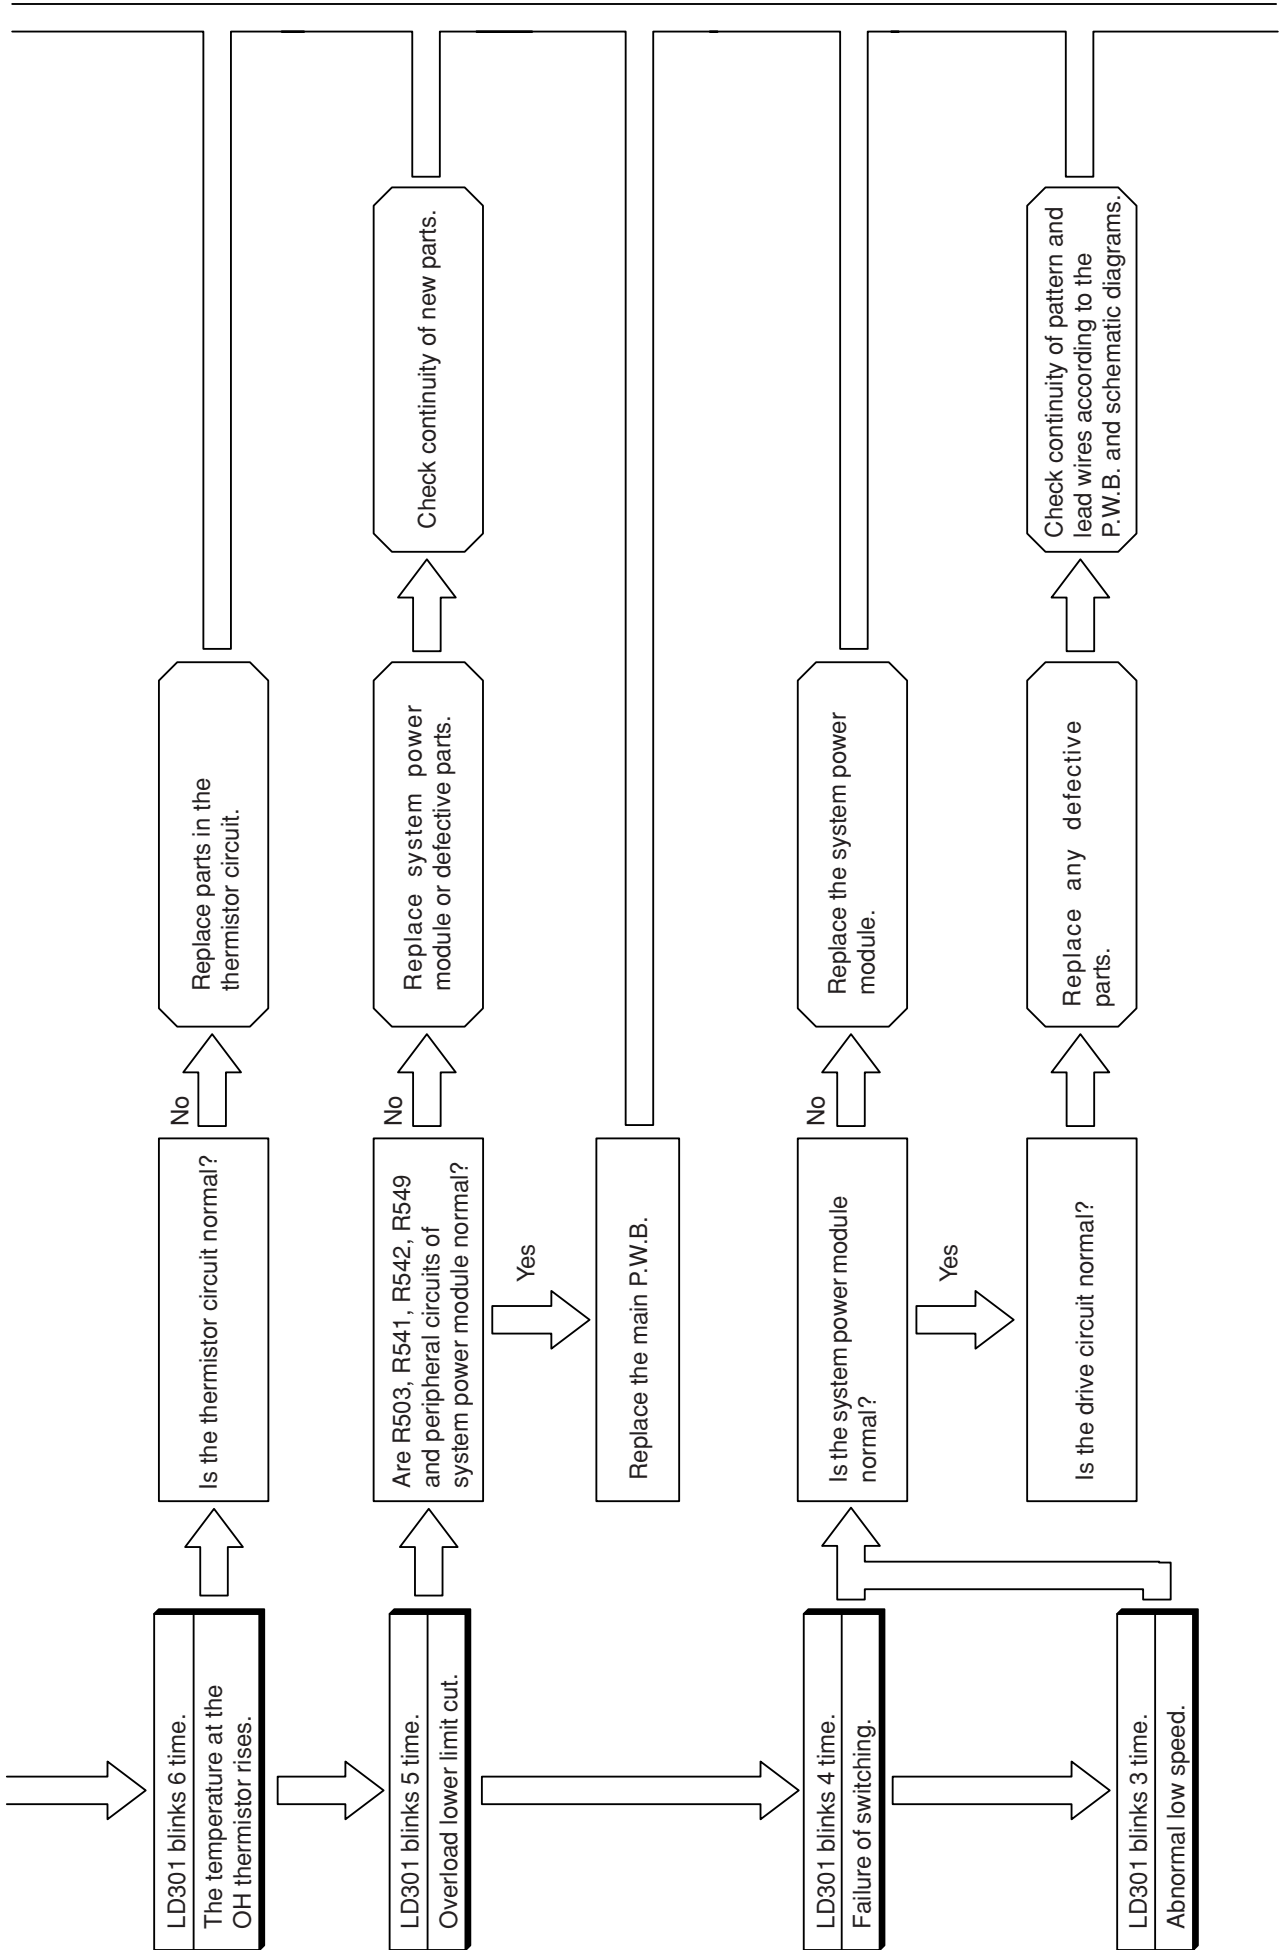 LD301 blinks 6 time.
The temperature at the
OH thermistor rises.
Is the thermistor circuit normal?
No
Replace parts in the
thermistor circuit.
LD301 blinks 5 time.
Overload lower limit cut.
Are R503, R541, R542, R549
and peripheral circuits of
system power module normal?
No
Replace system power
module or defective parts.
Check continuity of new parts.
Yes
Replace the main P.W.B.
LD301 blinks 4 time.
Failure of switching.
Is the system power module
normal?
No
Replace the system power
module.
Yes
LD301 blinks 3 time.
Abnormal low speed.
Is the drive circuit normal?
Replace any defective
parts.
Check continuity of pattern and
lead wires according to the
P.W.B. and schematic diagrams.